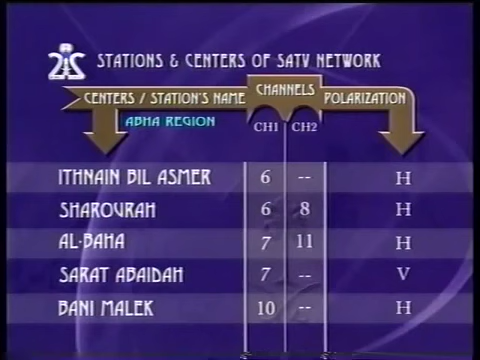 STATIONS & CENTERS OF SATV NETWORK
CENTERS / STATION'S NAME CHANNELS POLARIZATION
ABHA REGION CH1 CH2
ITHNAIN BIL ASMER 6 -- H
SHAROURAH 6 8 H
AL-BAHA 7 11 H
SARAT ABAIDAH 7 -- V
BANI MALEK 10 -- H